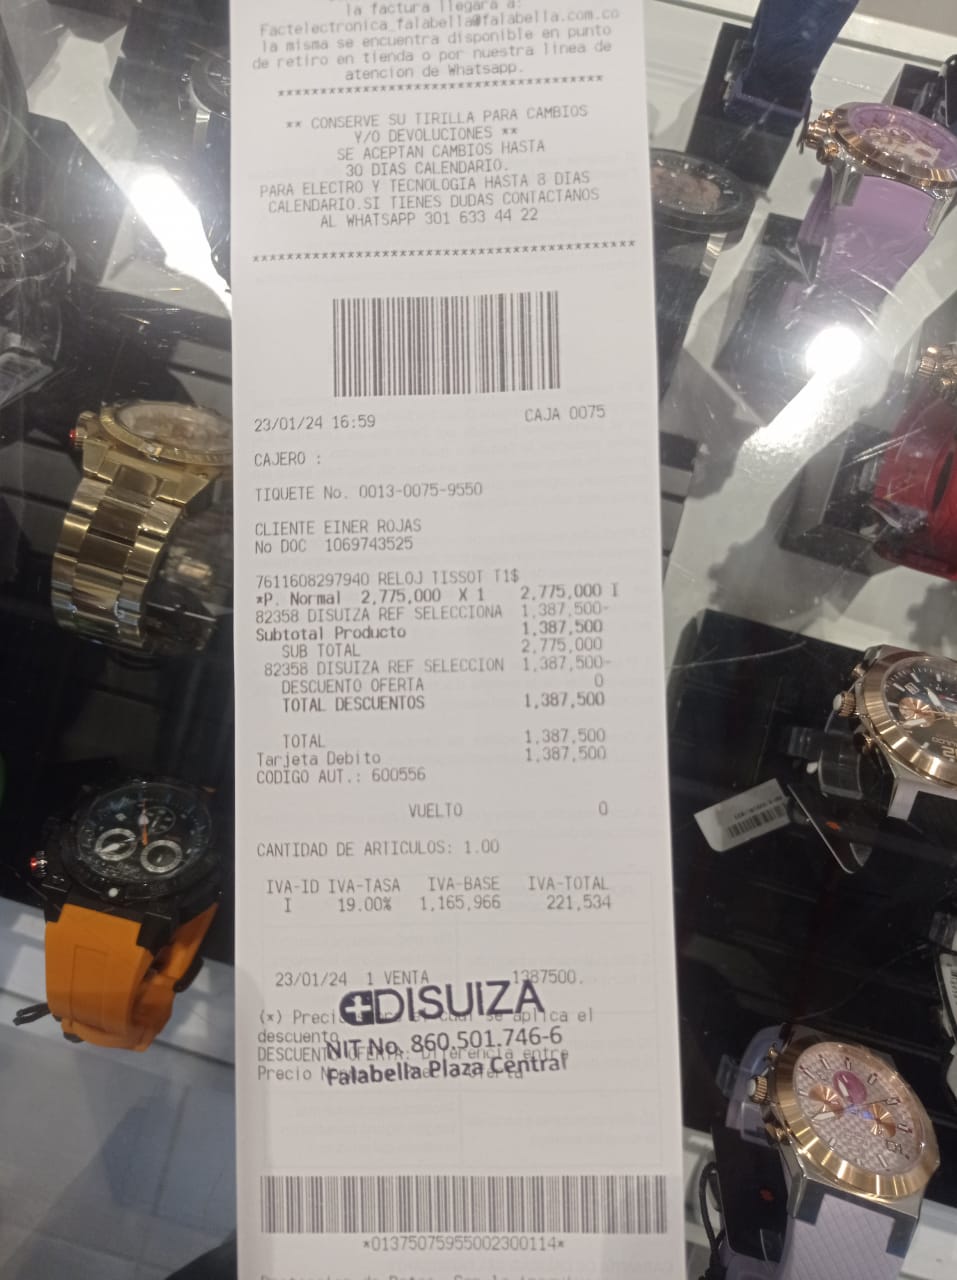 la factura llegara a:
Factelectronica_falabella@falabella.com.co
la misma se encuentra disponible en punto
de retiro en tienda o por nuestra linea de
atencion de Whatsapp.
***************************************
** CONSERVE SU TIRILLA PARA CAMBIOS
Y/O DEVOLUCIONES **
SE ACEPTAN CAMBIOS HASTA
30 DIAS CALENDARIO.
PARA ELECTRO Y TECNOLOGIA HASTA 8 DIAS
CALENDARIO.SI TIENES DUDAS CONTACTANOS
AL WHATSAPP 301 633 44 22
**********************************************
23/01/24 16:59 CAJA 0075
CAJERO :
TIQUETE No. 0013-0075-9550
CLIENTE EINER ROJAS
No DOC 1069743525
7611608297940 RELOJ TISSOT T1$
*P. Normal 2,775,000 X 1 2,775,000 I
82358 DISUIZA REF SELECCIONA 1,387,500-
Subtotal Producto 1,387,500
SUB TOTAL 2,775,000
82358 DISUIZA REF SELECCION 1,387,500-
DESCUENTO OFERTA 0
TOTAL DESCUENTOS 1,387,500
TOTAL 1,387,500
Tarjeta Debito 1,387,500
CODIGO AUT.: 600556
VUELTO 0
CANTIDAD DE ARTICULOS: 1.00
IVA-ID IVA-TASA IVA-BASE IVA-TOTAL
I 19.00% 1,165,966 221,534
23/01/24 1 VENTA 1387500.
DISUIZA
(*) Preci cual se aplica el
descuento
NIT No. 860.501.746-6
DESCUENTO OFERTA: Diferencia entre
Precio
Falabella Plaza Central
*01375075955002300114*